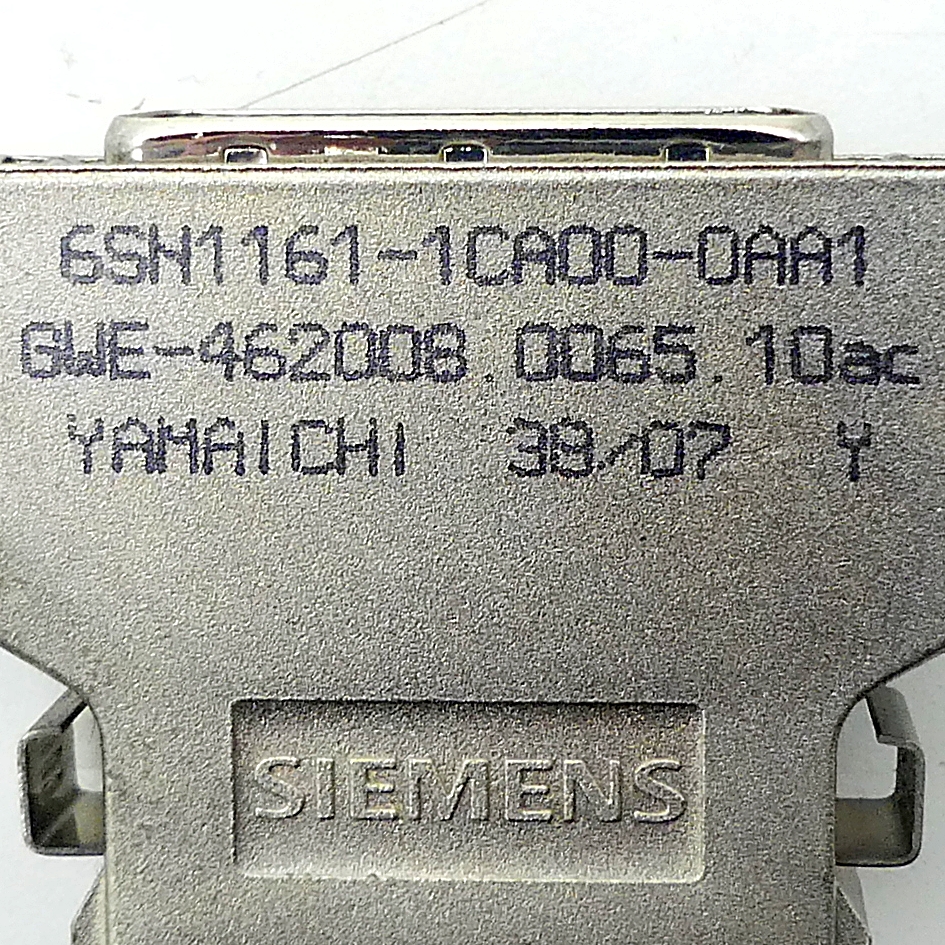 6SN1161-1CA00-0AA1
GWE-462008.0065.10ac
YAMAICHI 38/07 Y
SIEMENS